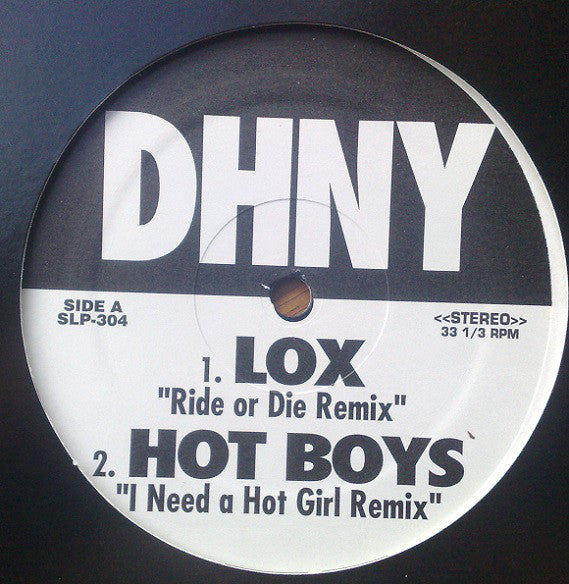 DHNY
SIDE A
SLP-304
<<STEREO>>
33 1/3 RPM
1. LOX
"Ride or Die Remix"
2. HOT BOYS
"I Need a Hot Girl Remix"